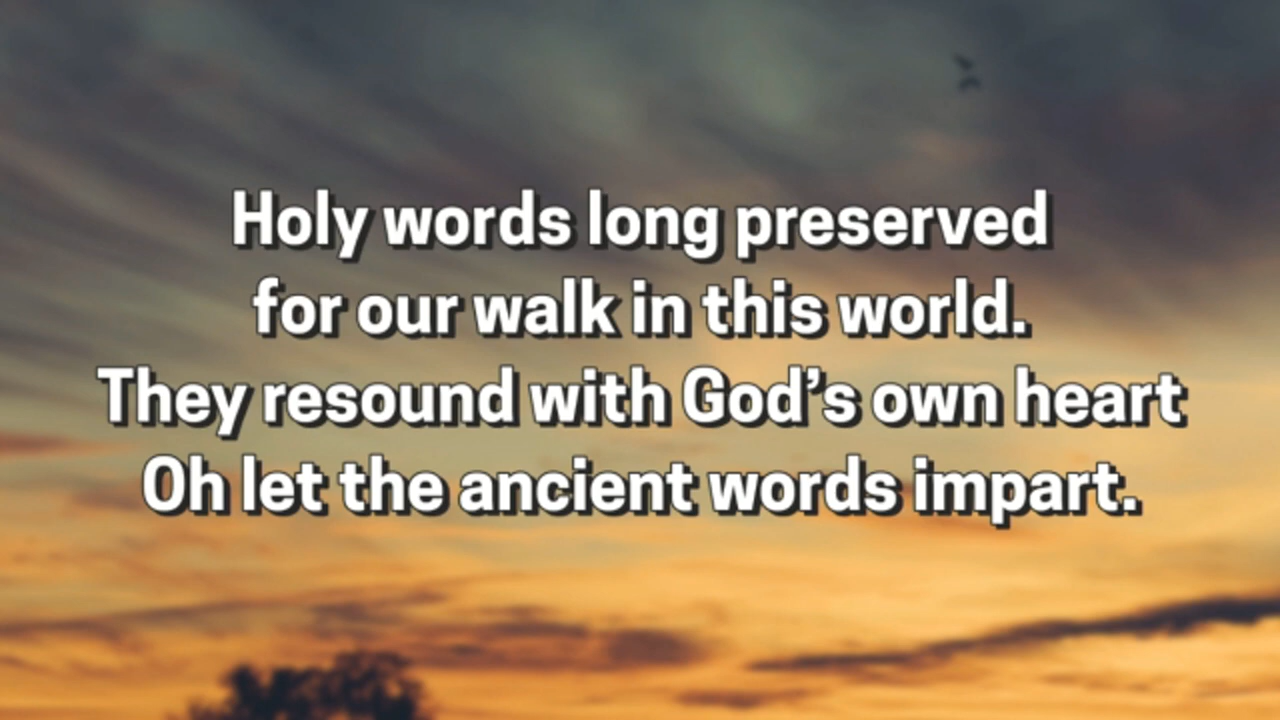 Holy words long preserved
for our walk in this world.
They resound with God’s own heart
Oh let the ancient words impart.